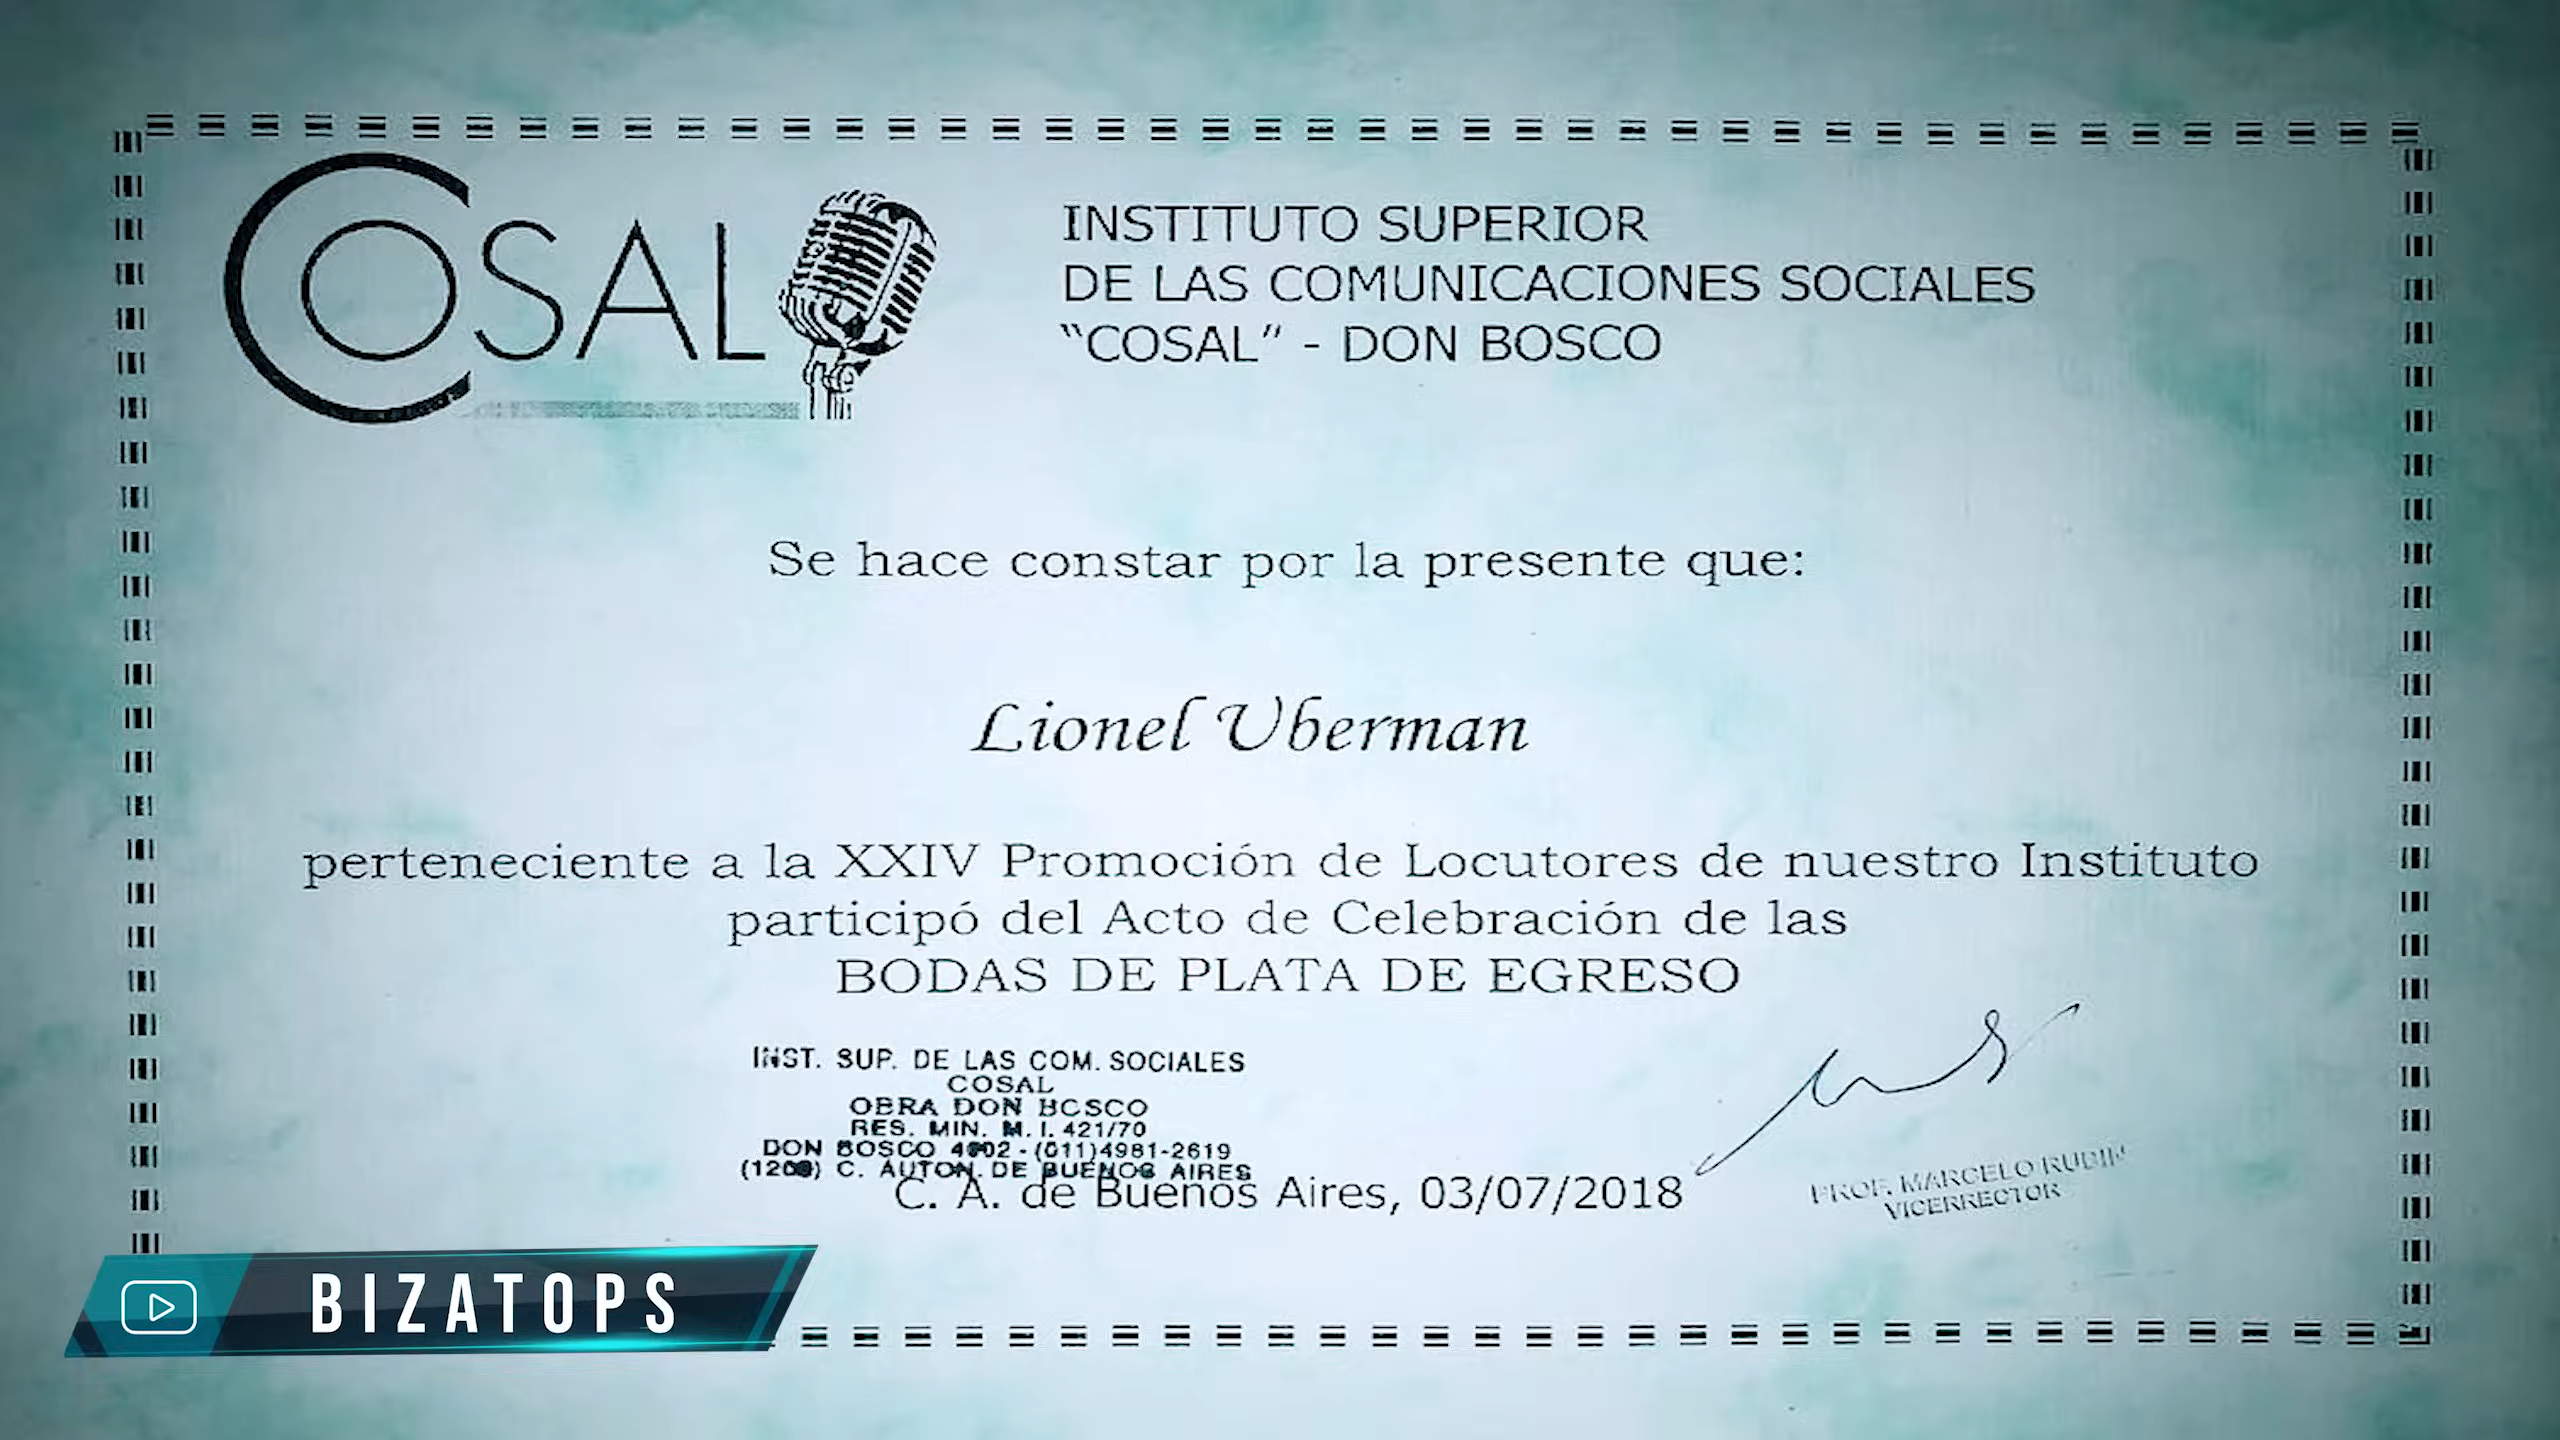 COSAL
INSTITUTO SUPERIOR
DE LAS COMUNICACIONES SOCIALES
"COSAL" - DON BOSCO
Se hace constar por la presente que:
Lionel Uberman
perteneciente a la XXIV Promoción de Locutores de nuestro Instituto
participó del Acto de Celebración de las
BODAS DE PLATA DE EGRESO
INST. SUP. DE LAS COM. SOCIALES
COSAL
OBRA DON BOSCO
RES. MIN. M. I. 421/70
DON BOSCO 4002 - (011)4981-2619
C. AUTON. DE BUENOS AIRES
C. A. de Buenos Aires, 03/07/2018
PROF. MARCELO RUDIN
VICERRECTOR
BIZATOPS